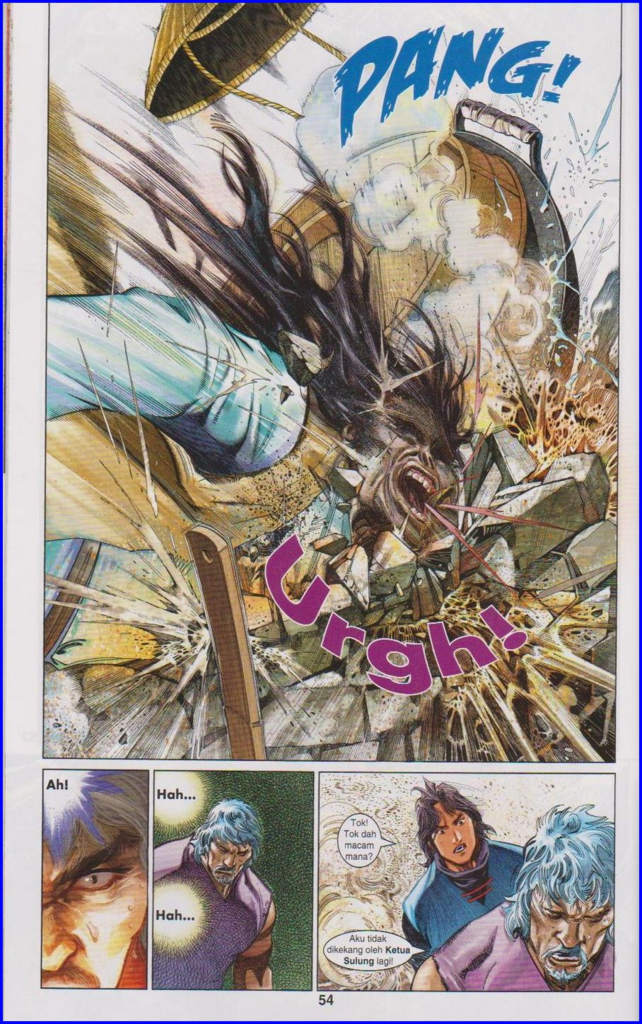 PANG!
Urgh!
Ah!
Hah...
Hah...
Tok!
Tok dah
macam
mana?
Aku tidak
dikekang oleh Ketua
Sulung lagi!
54